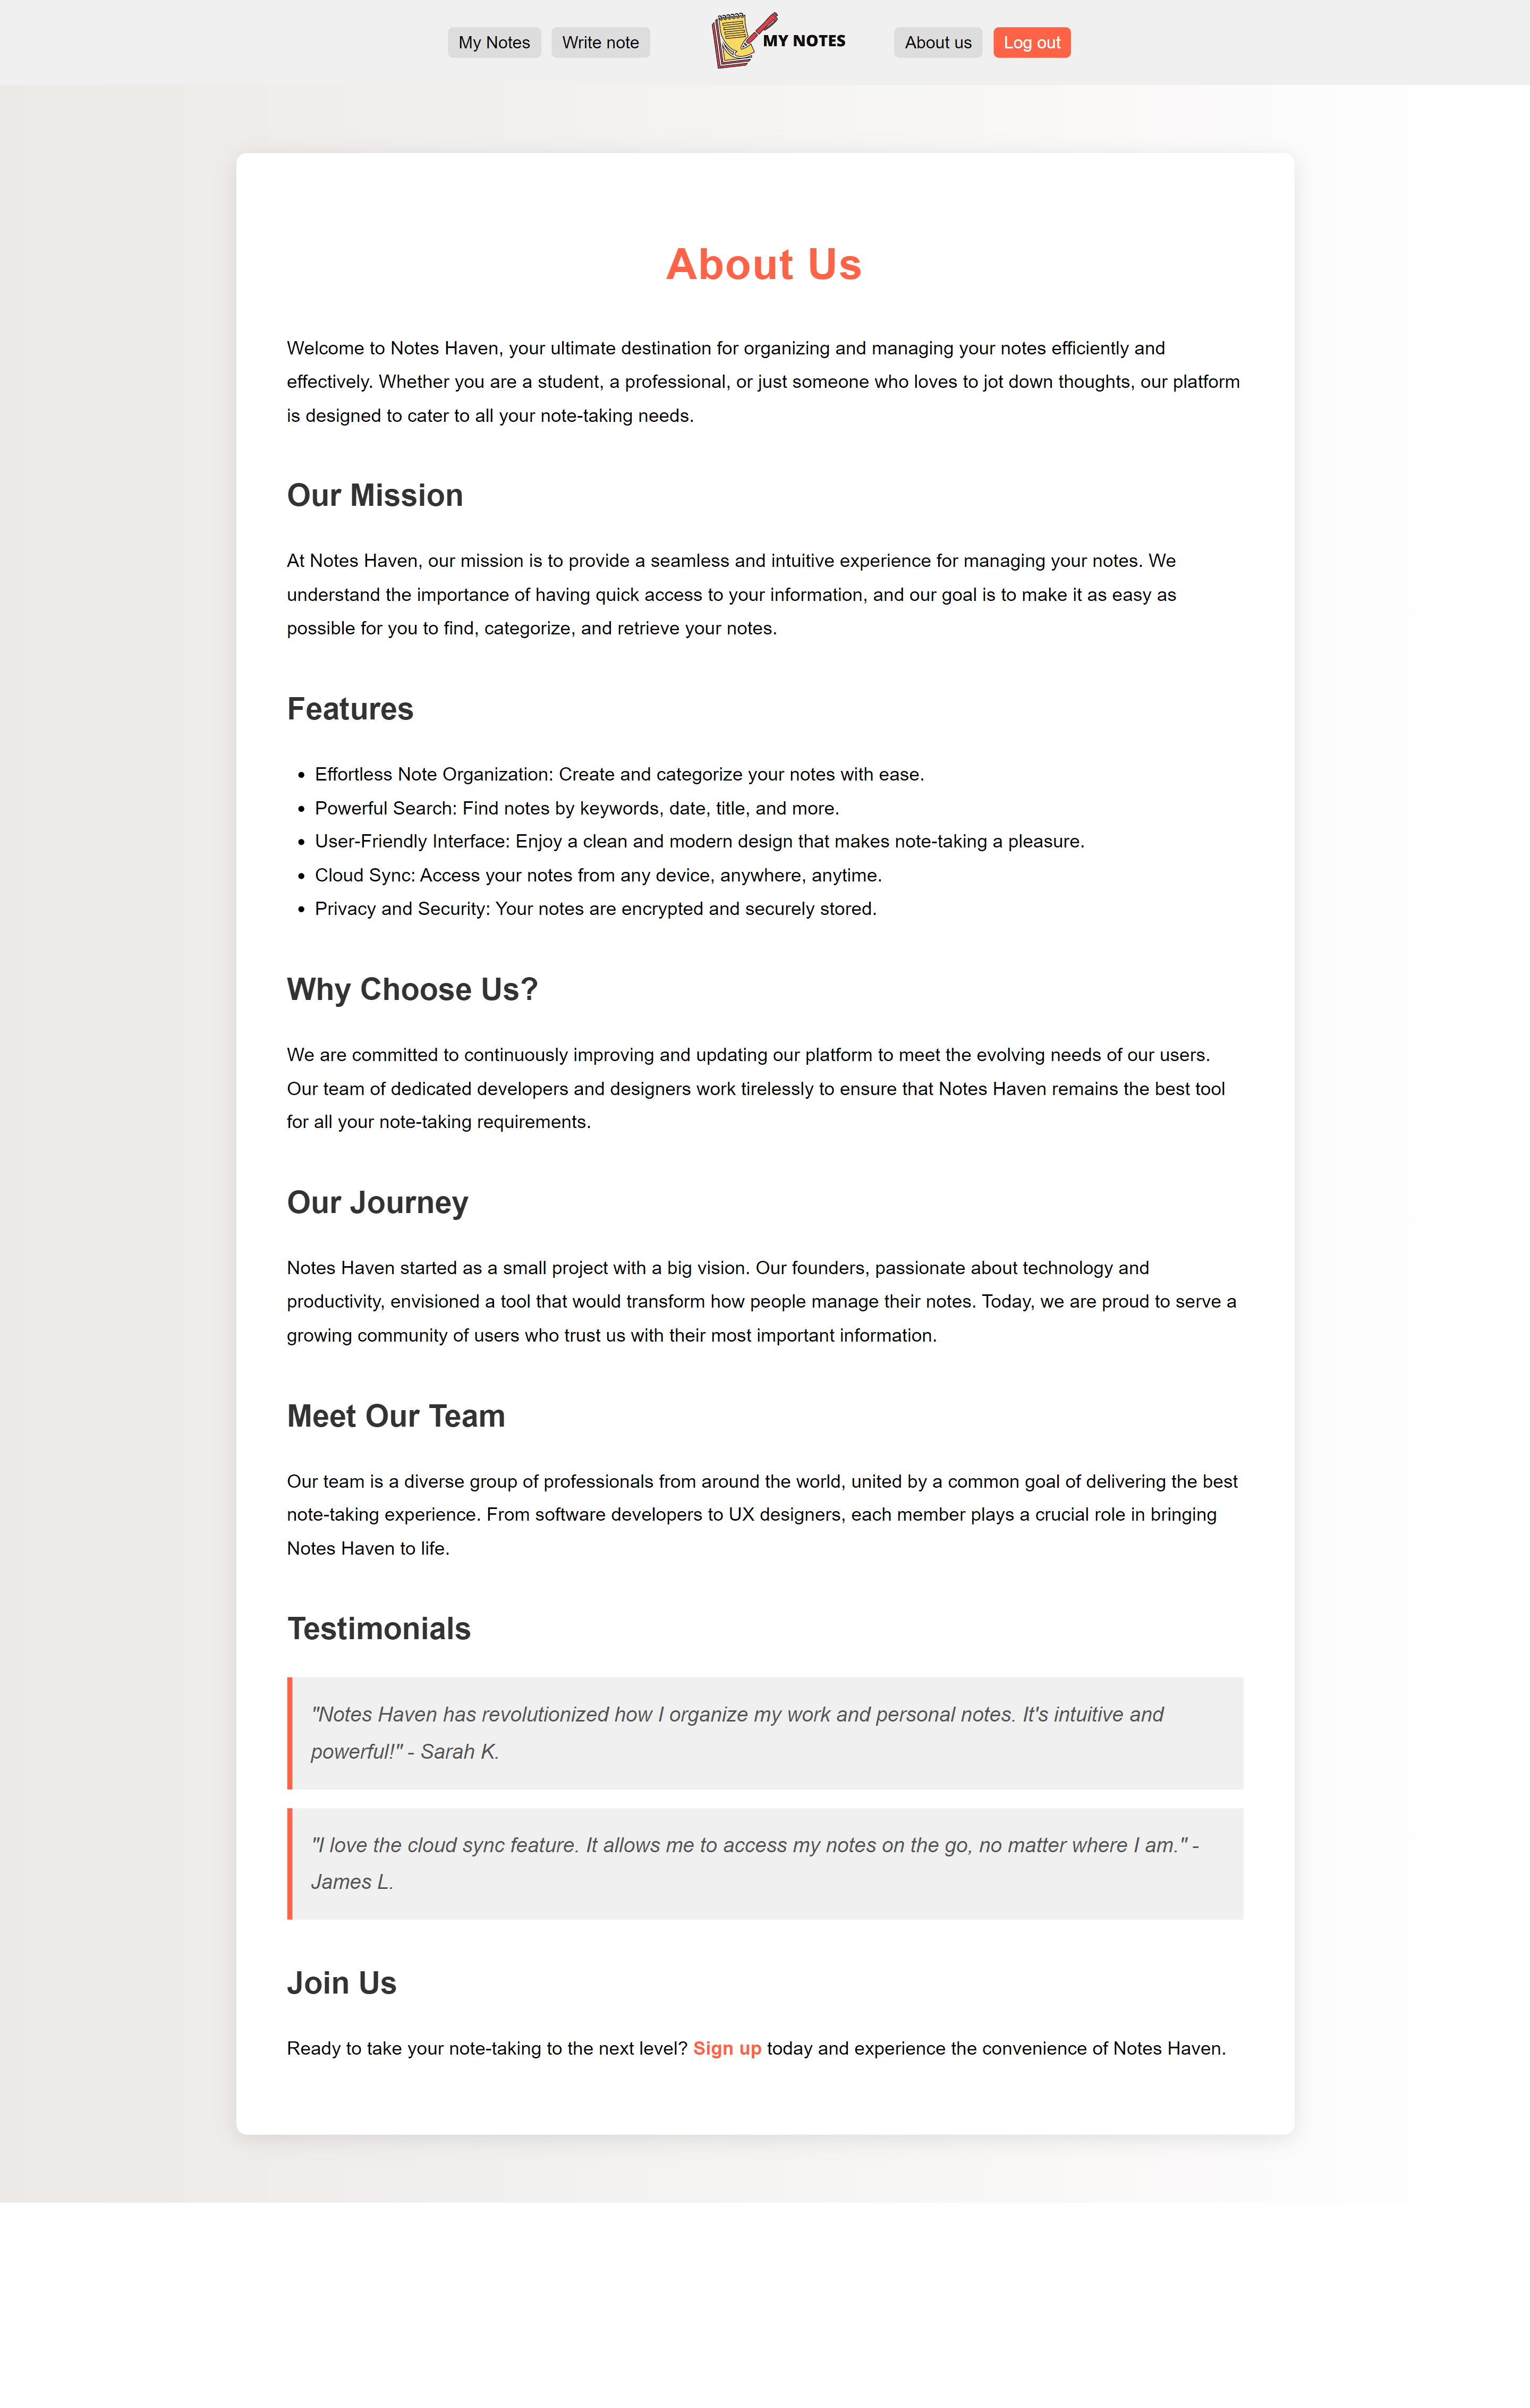 My Notes
Write note
MY NOTES
About us
Log out
About Us
Welcome to Notes Haven, your ultimate destination for organizing and managing your notes efficiently and
effectively. Whether you are a student, a professional, or just someone who loves to jot down thoughts, our platform
is designed to cater to all your note-taking needs.
Our Mission
At Notes Haven, our mission is to provide a seamless and intuitive experience for managing your notes. We
understand the importance of having quick access to your information, and our goal is to make it as easy as
possible for you to find, categorize, and retrieve your notes.
Features
• Effortless Note Organization: Create and categorize your notes with ease.
• Powerful Search: Find notes by keywords, date, title, and more.
• User-Friendly Interface: Enjoy a clean and modern design that makes note-taking a pleasure.
• Cloud Sync: Access your notes from any device, anywhere, anytime.
• Privacy and Security: Your notes are encrypted and securely stored.
Why Choose Us?
We are committed to continuously improving and updating our platform to meet the evolving needs of our users.
Our team of dedicated developers and designers work tirelessly to ensure that Notes Haven remains the best tool
for all your note-taking requirements.
Our Journey
Notes Haven started as a small project with a big vision. Our founders, passionate about technology and
productivity, envisioned a tool that would transform how people manage their notes. Today, we are proud to serve a
growing community of users who trust us with their most important information.
Meet Our Team
Our team is a diverse group of professionals from around the world, united by a common goal of delivering the best
note-taking experience. From software developers to UX designers, each member plays a crucial role in bringing
Notes Haven to life.
Testimonials
"Notes Haven has revolutionized how I organize my work and personal notes. It's intuitive and
powerful!" - Sarah K.
"I love the cloud sync feature. It allows me to access my notes on the go, no matter where I am." -
James L.
Join Us
Ready to take your note-taking to the next level? Sign up today and experience the convenience of Notes Haven.